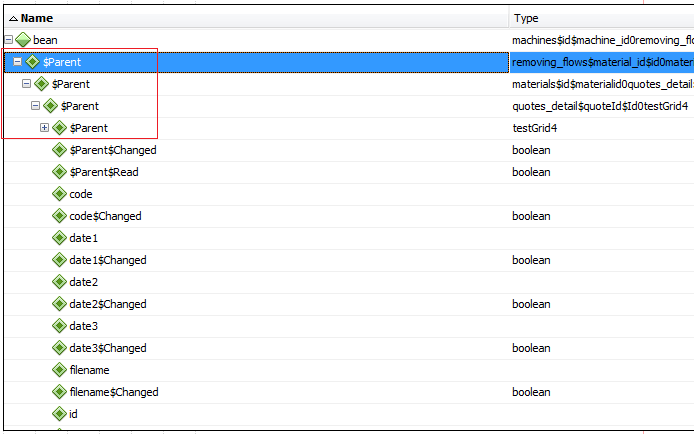 Name Type
bean machines$id$machine_id0removing_flo
$Parent removing_flows$material_id$id0mater
$Parent materials$id$materialid0quotes_detail
$Parent quotes_detail$quoteId$Id0testGrid4
$Parent testGrid4
$Parent$Changed boolean
$Parent$Read boolean
code
code$Changed boolean
date1
date1$Changed boolean
date2
date2$Changed boolean
date3
date3$Changed boolean
filename
filename$Changed boolean
id